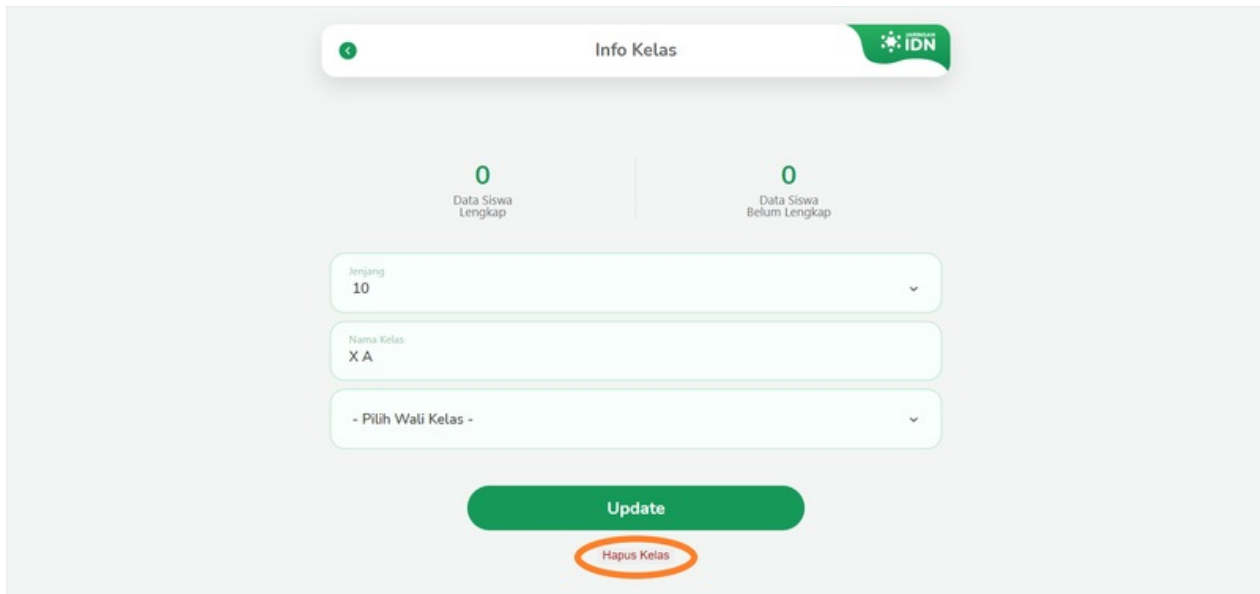 Info Kelas
JARINGAN
IDN
0
Data Siswa
Lengkap
0
Data Siswa
Belum Lengkap
Jenjang
10
Nama Kelas
X A
- Pilih Wali Kelas -
Update
Hapus Kelas